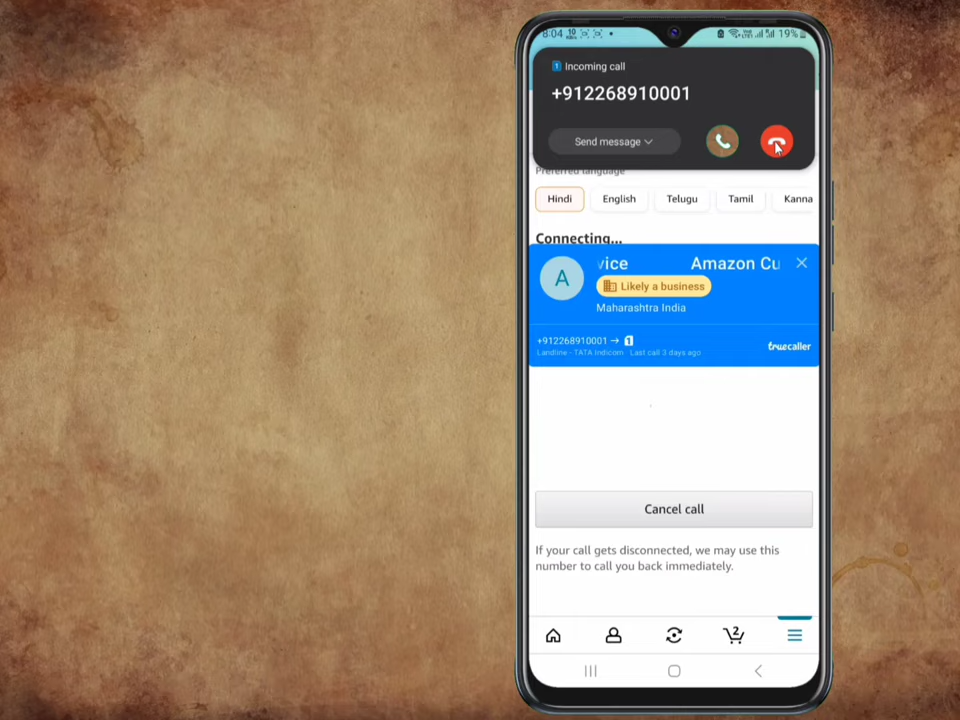 8:04
19%
1 Incoming call
+912268910001
Send message
Preferred language
Hindi English Telugu Tamil Kanna
Connecting...
vice Amazon Cu
A
Likely a business
Maharashtra India
+912268910001 → 1
Landline - TATA Indicom Last call 3 days ago
truecaller
Cancel call
If your call gets disconnected, we may use this
number to call you back immediately.
2